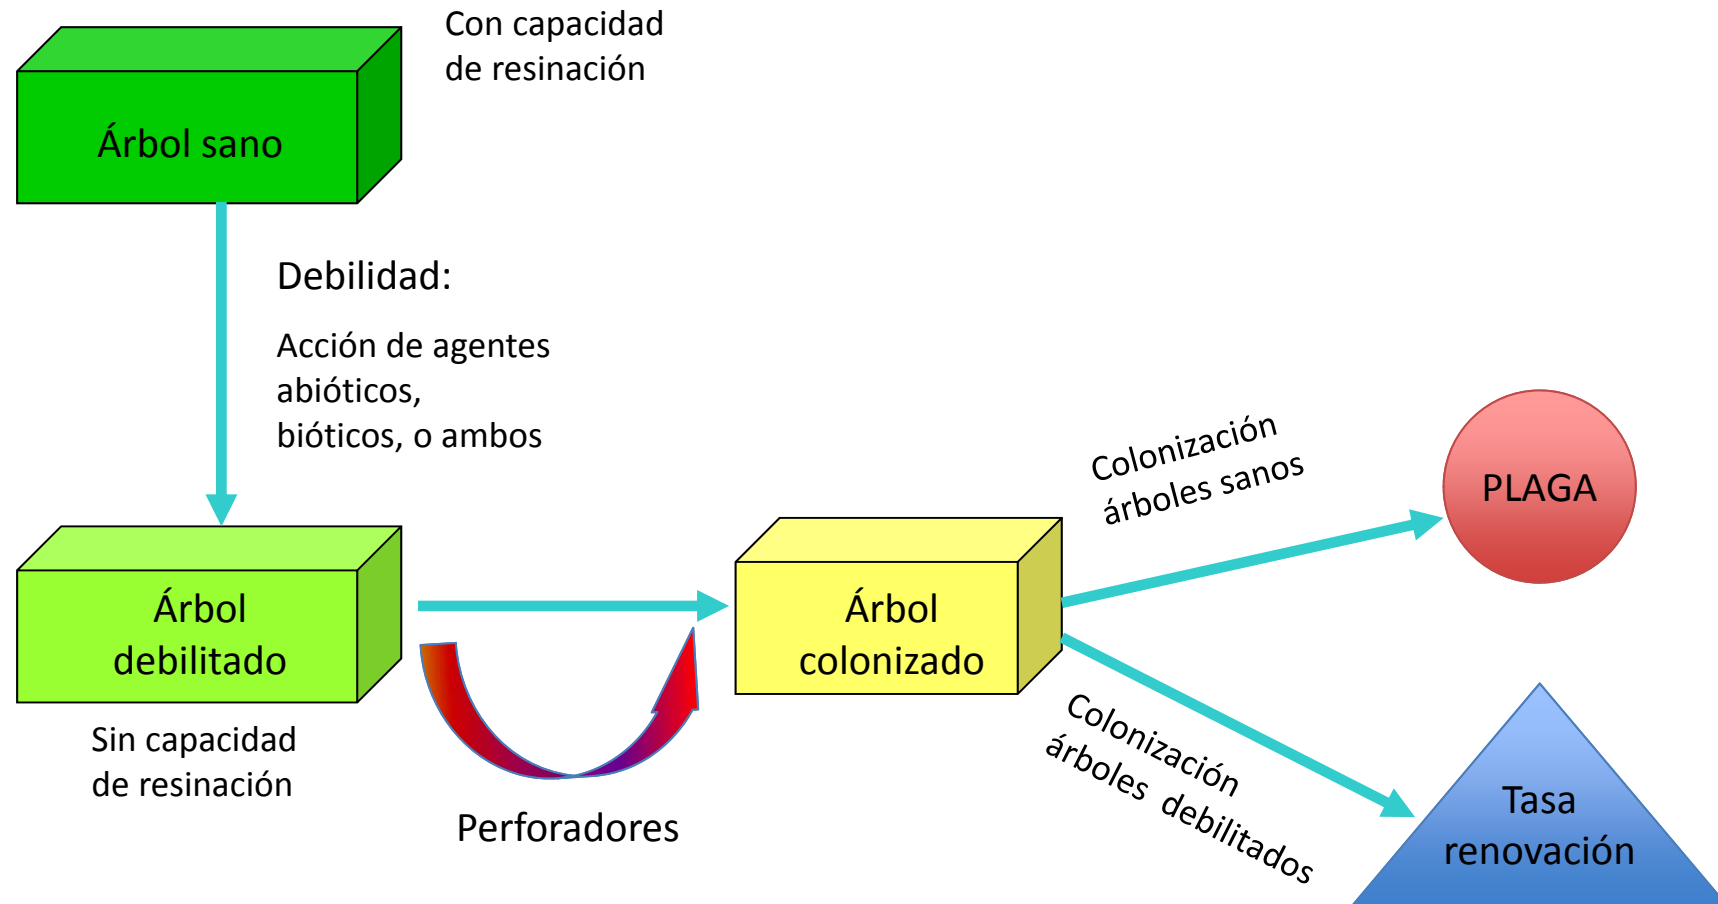 Con capacidad
de resinación
Árbol sano
Debilidad:
Acción de agentes
abióticos,
bióticos, o ambos
Árbol
debilitado
Sin capacidad
de resinación
Perforadores
Árbol
colonizado
Colonización
árboles sanos
PLAGA
Colonización
árboles debilitados
Tasa
renovación